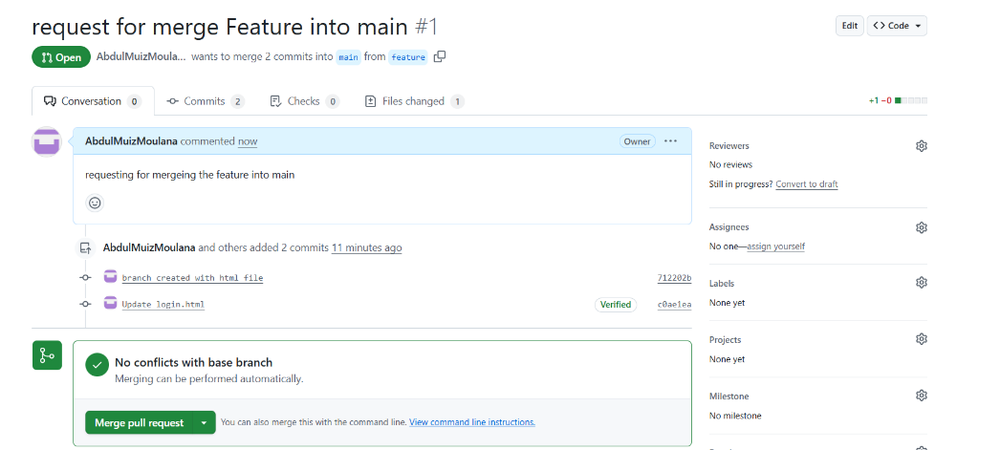 request for merge Feature into main #1
Edit
Code
Open
AbdulMuizMoula... wants to merge 2 commits into main from feature
Conversation 0
Commits 2
Checks 0
Files changed 1
+1 −0
AbdulMuizMoulana commented now
Owner
requesting for mergeing the feature into main
AbdulMuizMoulana and others added 2 commits 11 minutes ago
branch created with html file
712202b
Update login.html
Verified
c0ae1ea
No conflicts with base branch
Merging can be performed automatically.
Merge pull request
You can also merge this with the command line. View command line instructions.
Reviewers
No reviews
Still in progress? Convert to draft
Assignees
No one—assign yourself
Labels
None yet
Projects
None yet
Milestone
No milestone